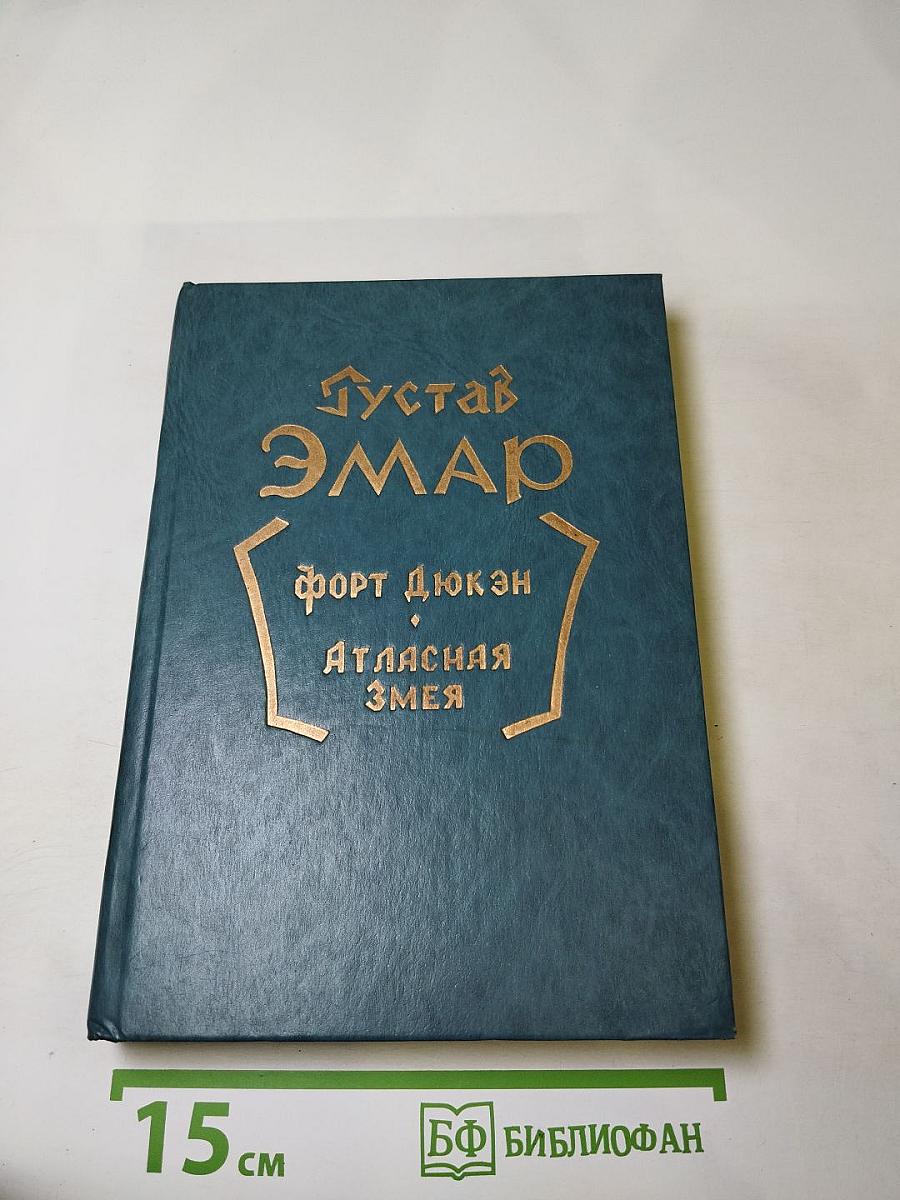 Густав
ЭМАР
Форт Дюкэн
Атласная
Змея
15 см
БФ БИБЛИОФАН